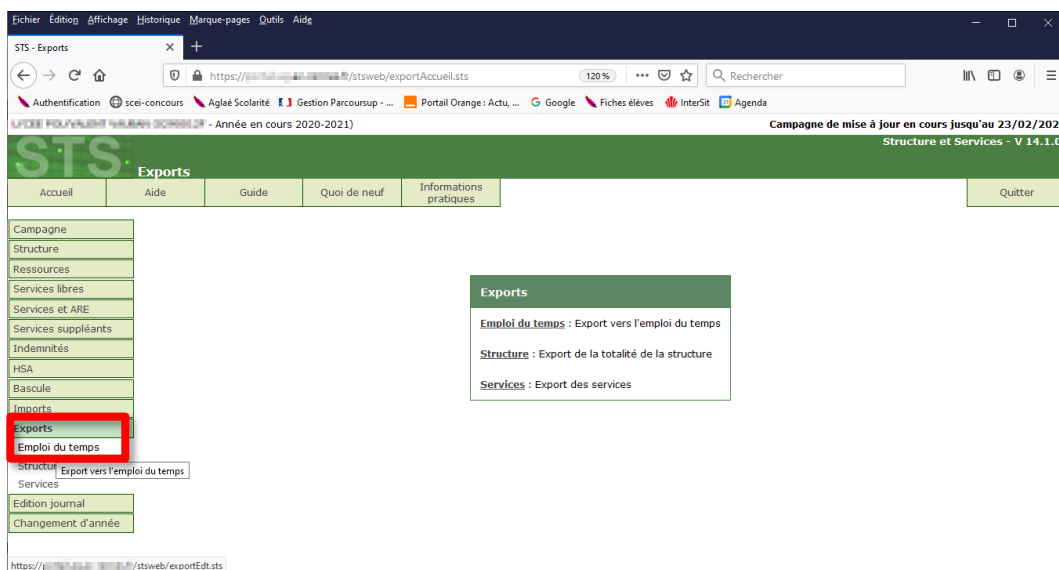 Fichier Édition Affichage Historique Marque-pages Outils Aide
STS - Exports
https:// /stsweb/exportAccueil.sts 120 % Rechercher
Authentification scei-concours Aglaé Scolarité Gestion Parcoursup - ... Portail Orange : Actu, ... Google Fiches élèves InterSit Agenda
- Année en cours 2020-2021) Campagne de mise à jour en cours jusqu'au 23/02/202
Structure et Services - V 14.1.0
STS Exports
Accueil Aide Guide Quoi de neuf Informations pratiques Quitter
Campagne
Structure
Ressources
Services libres
Services et ARE
Services suppléants
Indemnités
HSA
Bascule
Imports
Exports
Emploi du temps
Structur
Export vers l'emploi du temps
Services
Edition journal
Changement d'année
Exports
Emploi du temps : Export vers l'emploi du temps
Structure : Export de la totalité de la structure
Services : Export des services
https://p /stsweb/exportEdt.sts